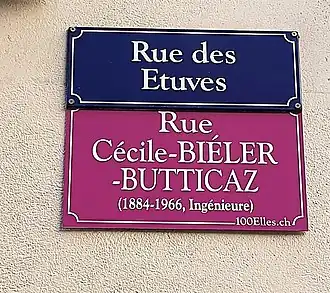 Rue des
Etuves
Rue
Cécile-BIÉLER
-BUTTICAZ
(1884-1966, Ingénieure)
100Elles.ch